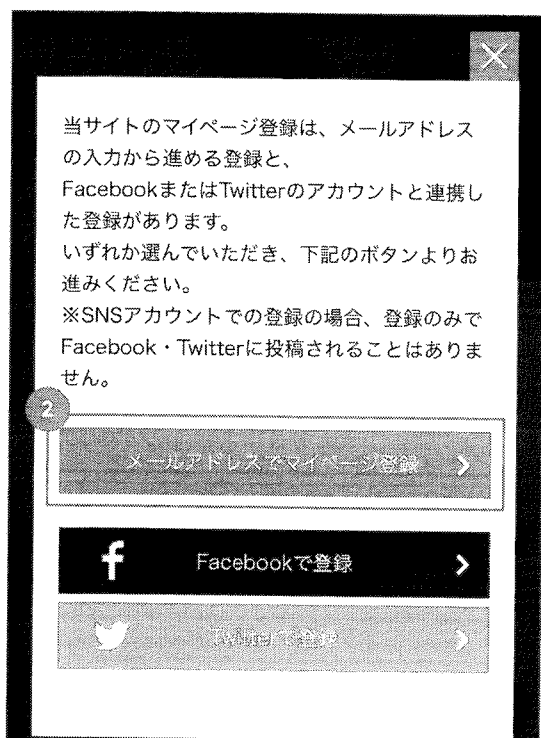 当サイトのマイページ登録は、メールアドレス
の入力から進める登録と、
FacebookまたはTwitterのアカウントと連携し
た登録があります。
いずれか選んでいただき、下記のボタンよりお
進みください。
※SNSアカウントでの登録の場合、登録のみで
Facebook・Twitterに投稿されることはありま
せん。
2
メールアドレスでマイページ登録
Facebookで登録
Twitterで登録